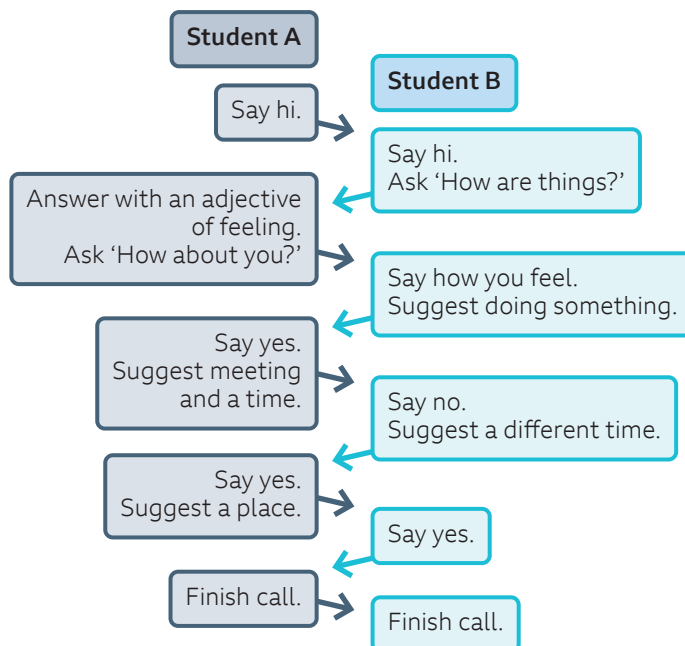 Student A
Student B
Say hi.
Say hi.
Ask ‘How are things?’
Answer with an adjective
of feeling.
Ask ‘How about you?’
Say how you feel.
Suggest doing something.
Say yes.
Suggest meeting
and a time.
Say no.
Suggest a different time.
Say yes.
Suggest a place.
Say yes.
Finish call.
Finish call.